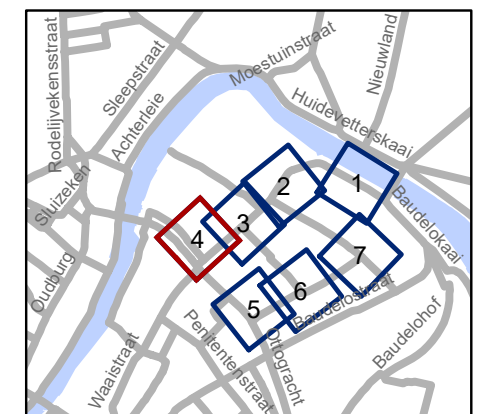 Rodelijvekensstraat
Sleepstraat
Moestuinstraat
Nieuwland
Achterleie
Huidevetterskaai
Sluizeken
Baudelokaai
Oudburg
Baudelostraat
Baudelohof
Waaistraat
Penitentenstraat
Ottogracht
1
2
3
4
5
6
7